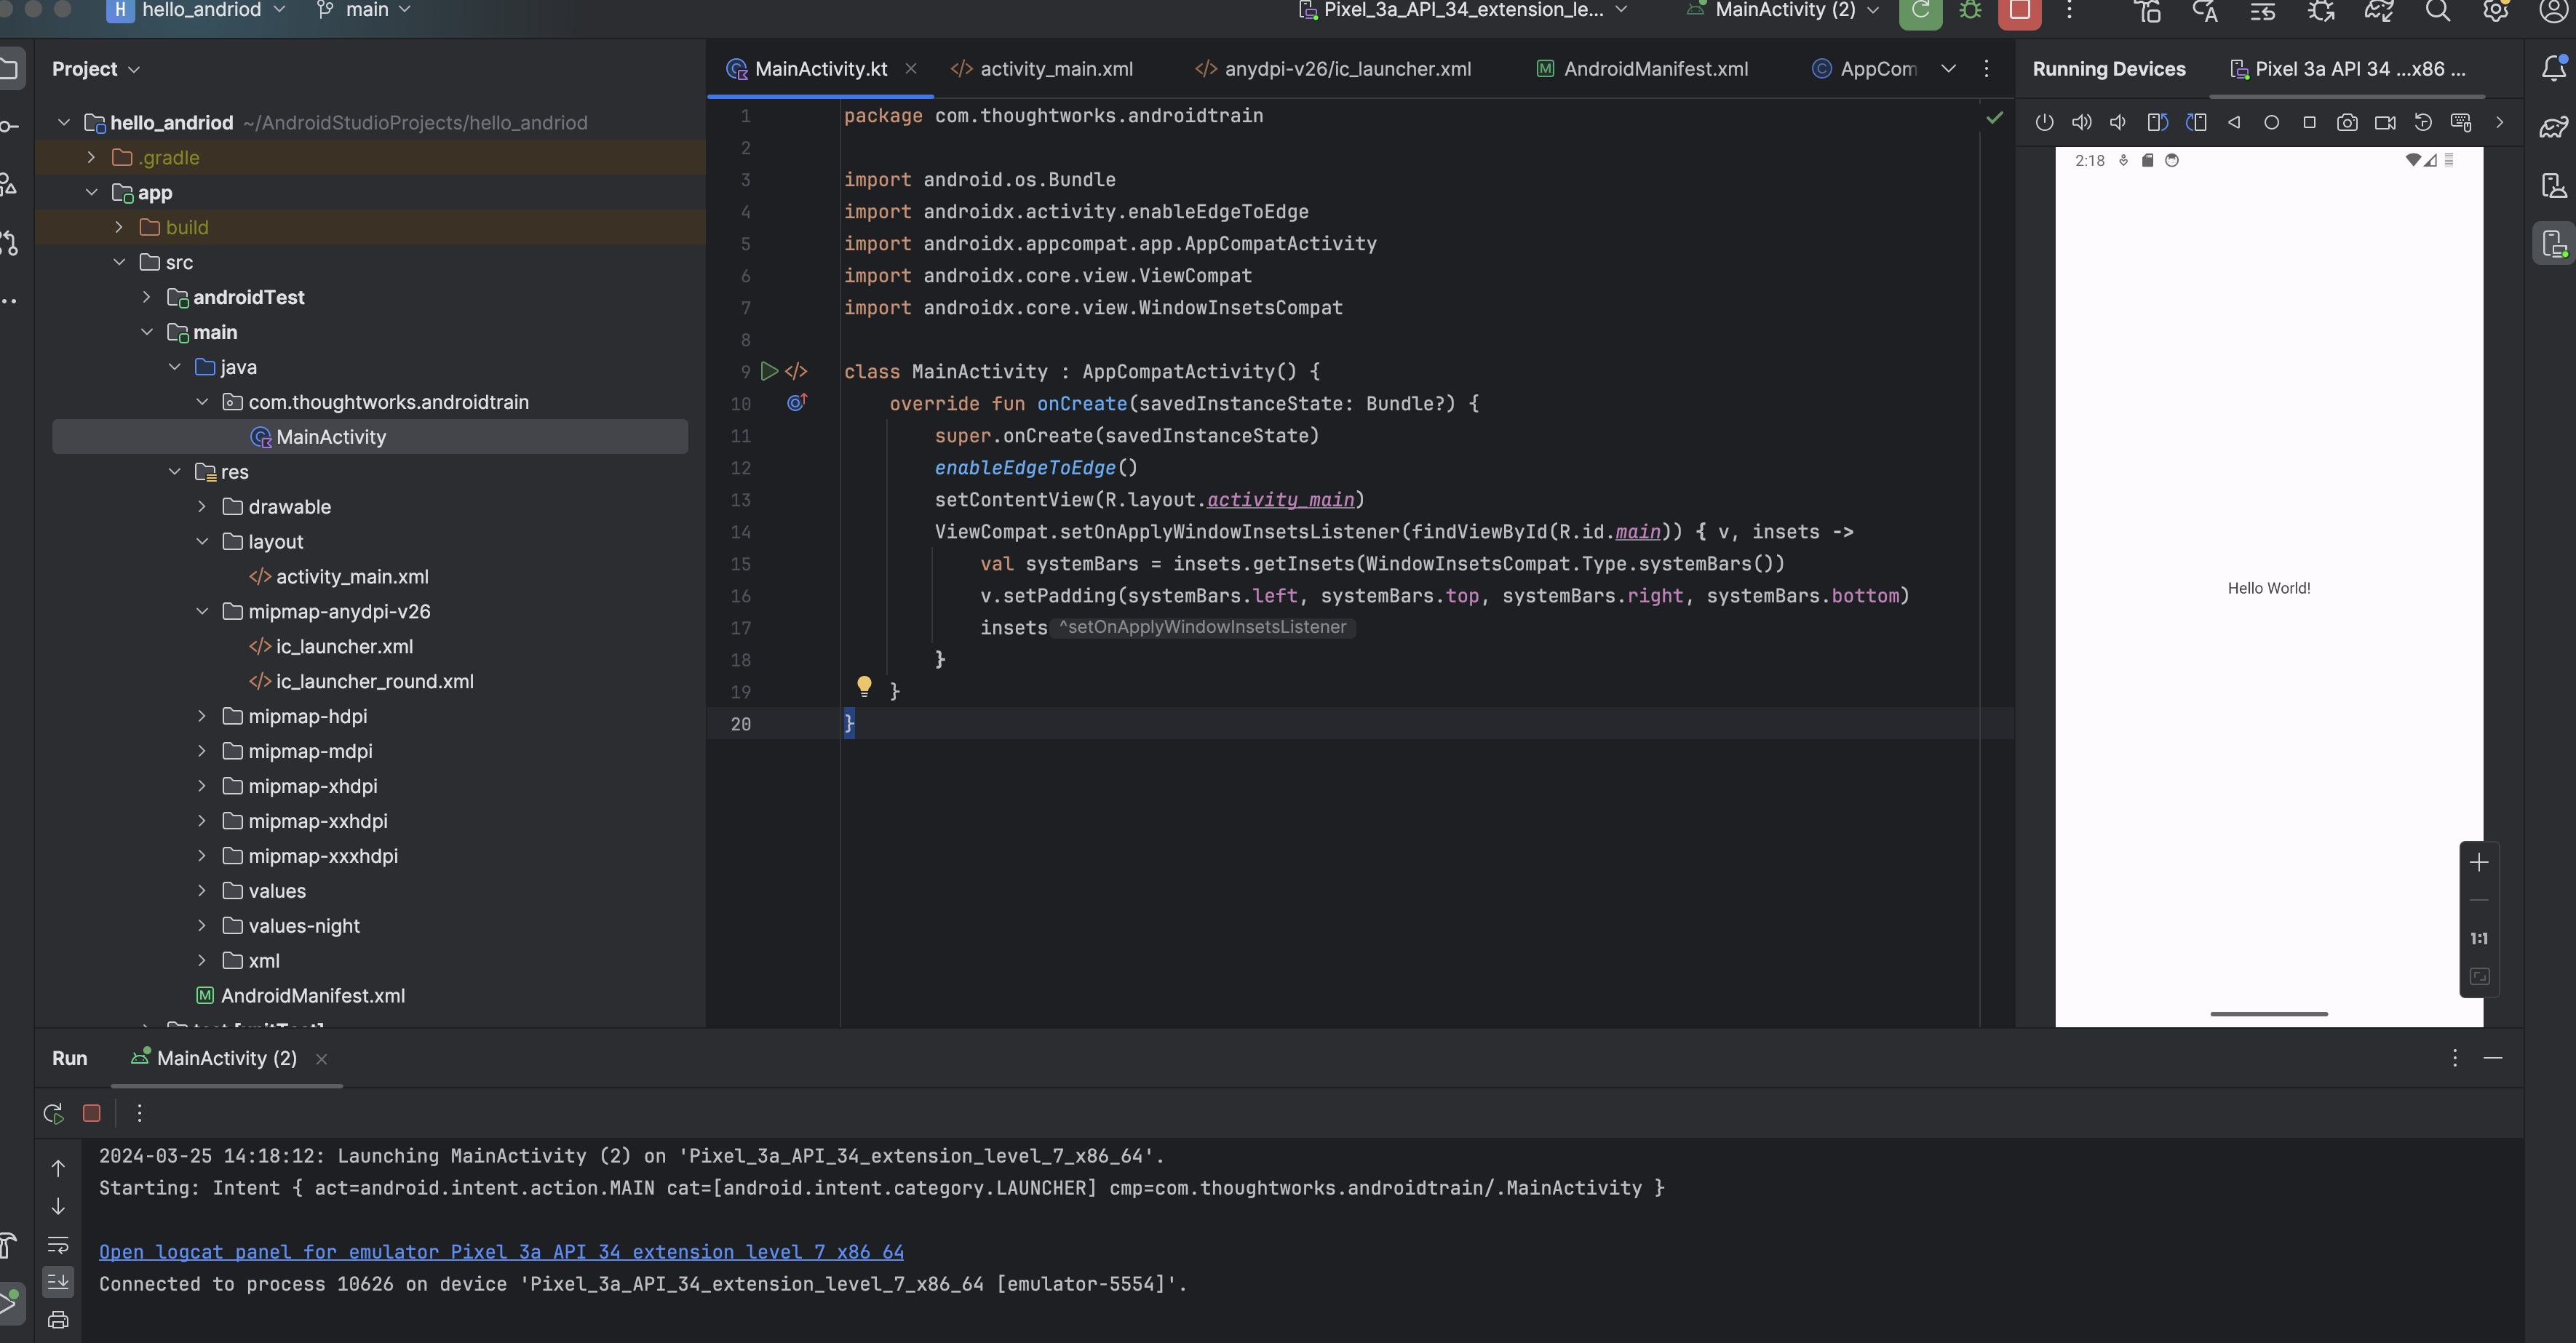 H hello_andriod main Pixel_3a_API_34_extension_le... MainActivity (2)
Project
hello_andriod ~/AndroidStudioProjects/hello_andriod
.gradle
app
build
src
androidTest
main
java
com.thoughtworks.androidtrain
MainActivity
res
drawable
layout
activity_main.xml
mipmap-anydpi-v26
ic_launcher.xml
ic_launcher_round.xml
mipmap-hdpi
mipmap-mdpi
mipmap-xhdpi
mipmap-xxhdpi
mipmap-xxxhdpi
values
values-night
xml
AndroidManifest.xml
test [unitTest]
MainActivity.kt activity_main.xml anydpi-v26/ic_launcher.xml AndroidManifest.xml AppCom
1 package com.thoughtworks.androidtrain
2
3 import android.os.Bundle
4 import androidx.activity.enableEdgeToEdge
5 import androidx.appcompat.app.AppCompatActivity
6 import androidx.core.view.ViewCompat
7 import androidx.core.view.WindowInsetsCompat
8
9 class MainActivity : AppCompatActivity() {
10 override fun onCreate(savedInstanceState: Bundle?) {
11 super.onCreate(savedInstanceState)
12 enableEdgeToEdge()
13 setContentView(R.layout.activity_main)
14 ViewCompat.setOnApplyWindowInsetsListener(findViewById(R.id.main)) { v, insets ->
15 val systemBars = insets.getInsets(WindowInsetsCompat.Type.systemBars())
16 v.setPadding(systemBars.left, systemBars.top, systemBars.right, systemBars.bottom)
17 insets ^setOnApplyWindowInsetsListener
18 }
19 }
20 }
Running Devices Pixel 3a API 34 ...x86 ...
2:18
Hello World!
1:1
Run MainActivity (2)
2024-03-25 14:18:12: Launching MainActivity (2) on 'Pixel_3a_API_34_extension_level_7_x86_64'.
Starting: Intent { act=android.intent.action.MAIN cat=[android.intent.category.LAUNCHER] cmp=com.thoughtworks.androidtrain/.MainActivity }
Open logcat panel for emulator Pixel 3a API 34 extension level 7 x86 64
Connected to process 10626 on device 'Pixel_3a_API_34_extension_level_7_x86_64 [emulator-5554]'.